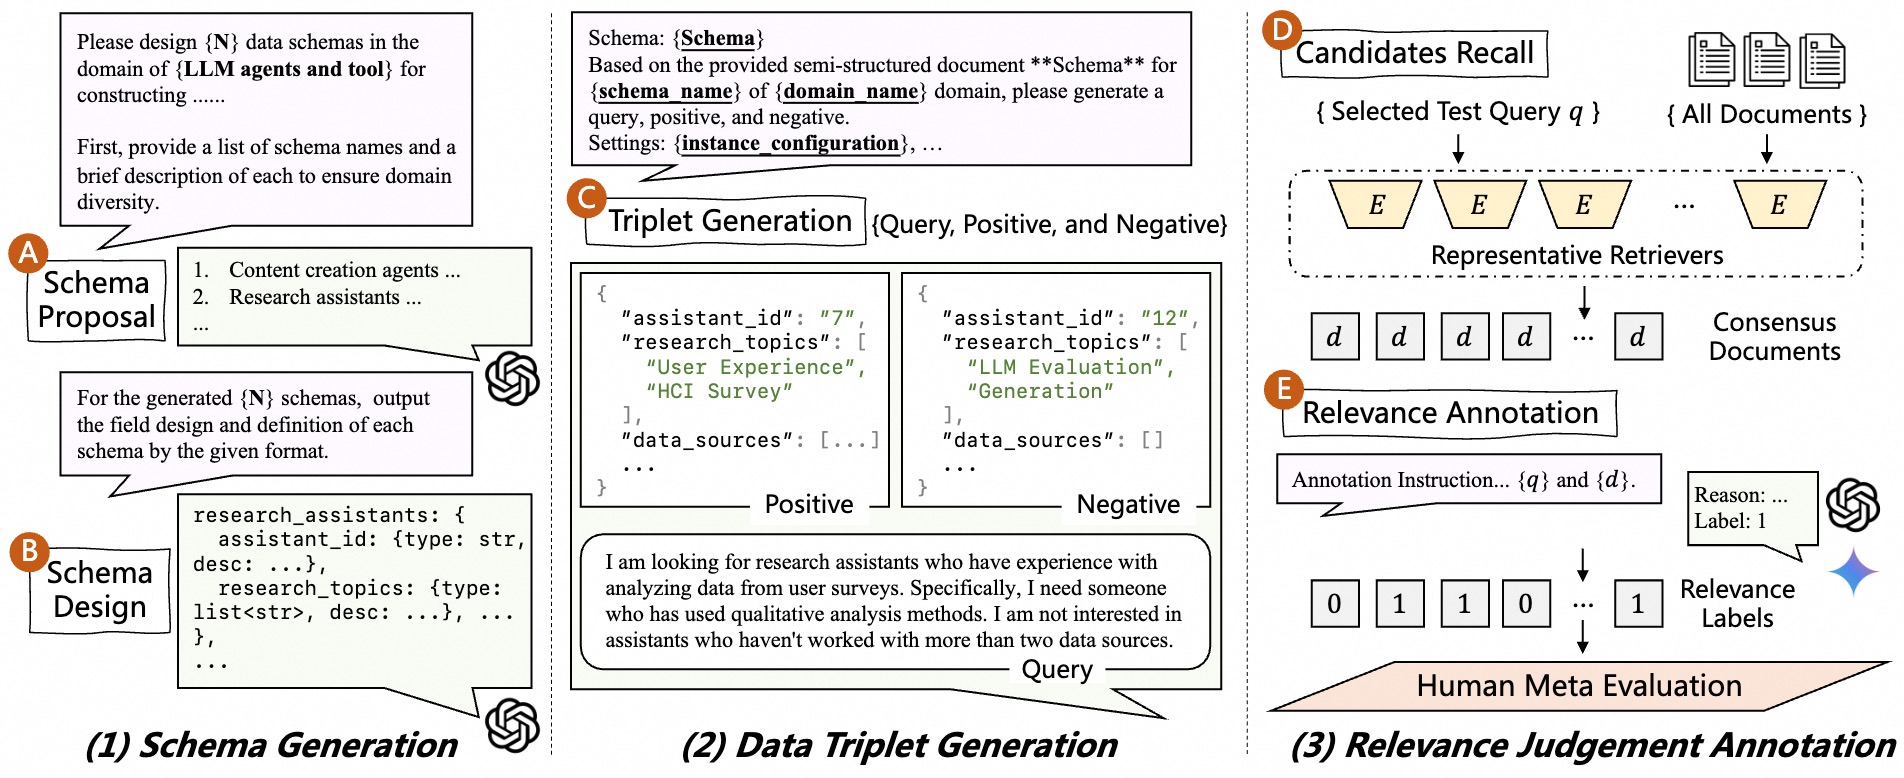 Please design {N} data schemas in the
domain of {LLM agents and tool} for
constructing ......
First, provide a list of schema names and a
brief description of each to ensure domain
diversity.
A
Schema
Proposal
1. Content creation agents ...
2. Research assistants ...
...
For the generated {N} schemas, output
the field design and definition of each
schema by the given format.
B
Schema
Design
research_assistants: {
assistant_id: {type: str,
desc: ...},
research_topics: {type:
list<str>, desc: ...}, ...
},
...
(1) Schema Generation
Schema: {Schema}
Based on the provided semi-structured document **Schema** for
{schema_name} of {domain_name} domain, please generate a
query, positive, and negative.
Settings: {instance_configuration}, ...
C
Triplet Generation {Query, Positive, and Negative}
{
"assistant_id": "7",
"research_topics": [
"User Experience",
"HCI Survey"
],
"data_sources": [...]
...
}
Positive
{
"assistant_id": "12",
"research_topics": [
"LLM Evaluation",
"Generation"
],
"data_sources": []
...
}
Negative
I am looking for research assistants who have experience with
analyzing data from user surveys. Specifically, I need someone
who has used qualitative analysis methods. I am not interested in
assistants who haven't worked with more than two data sources.
Query
(2) Data Triplet Generation
D
Candidates Recall
{ Selected Test Query q }
{ All Documents }
E E E ... E
Representative Retrievers
d d d d ... d
Consensus
Documents
E
Relevance Annotation
Annotation Instruction... {q} and {d}.
Reason: ...
Label: 1
0 1 1 0 ... 1
Relevance
Labels
Human Meta Evaluation
(3) Relevance Judgement Annotation